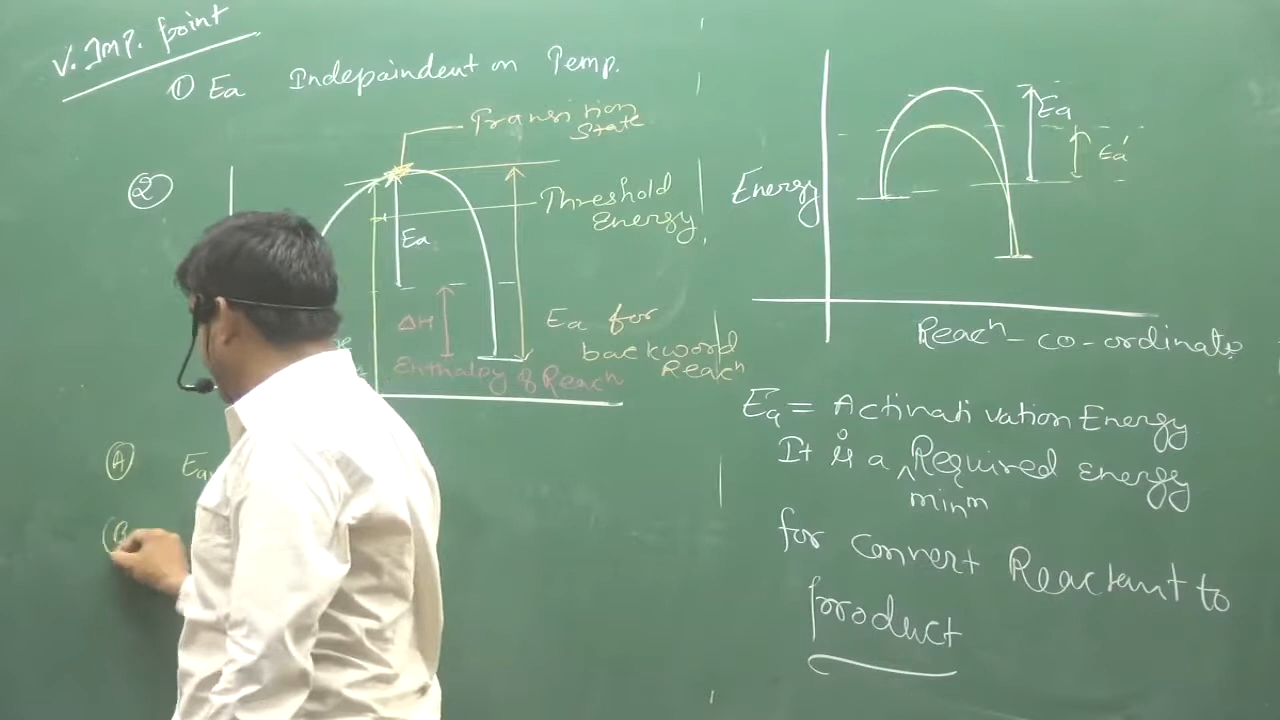 V. Imp. point
① Ea Indepaindent on Temp.
②
Transition
State
Threshold
Energy
Ea
ΔH
Enthalpy of Reacⁿ
Ea for
backword
Reacⁿ
Ⓐ
Ⓑ
Energy
Ea
Ea'
Reacⁿ - co-ordinate
Ea = Activati vation Energy
It is a ^ Required energy
minm
for convert Reactant to
product